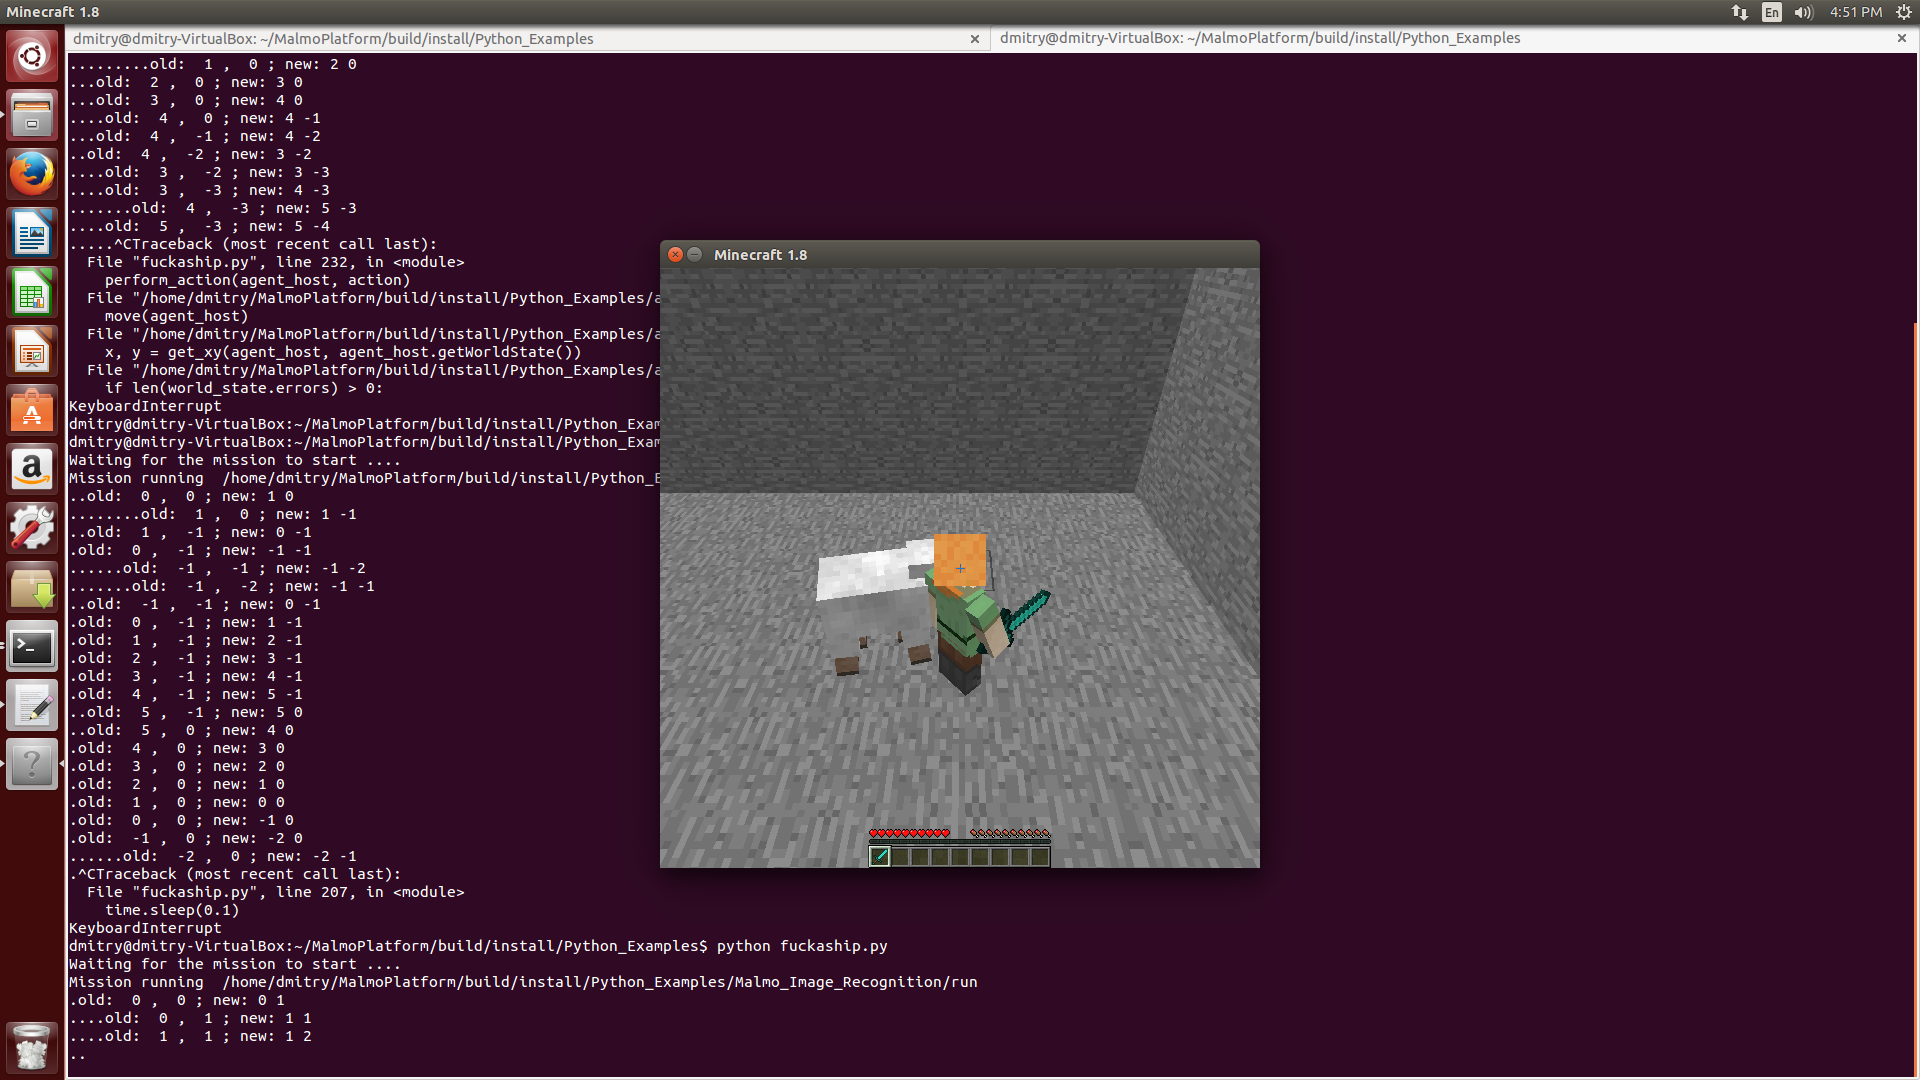 Minecraft 1.8
En
4:51 PM
dmitry@dmitry-VirtualBox: ~/MalmoPlatform/build/install/Python_Examples
dmitry@dmitry-VirtualBox: ~/MalmoPlatform/build/install/Python_Examples
.........old:  1 ,  0 ; new: 2 0
...old:  2 ,  0 ; new: 3 0
...old:  3 ,  0 ; new: 4 0
....old:  4 ,  0 ; new: 4 -1
...old:  4 ,  -1 ; new: 4 -2
..old:  4 ,  -2 ; new: 3 -2
....old:  3 ,  -2 ; new: 3 -3
....old:  3 ,  -3 ; new: 4 -3
.......old:  4 ,  -3 ; new: 5 -3
....old:  5 ,  -3 ; new: 5 -4
.....^CTraceback (most recent call last):
  File "fuckaship.py", line 232, in <module>
    perform_action(agent_host, action)
  File "/home/dmitry/MalmoPlatform/build/install/Python_Examples/a
    move(agent_host)
  File "/home/dmitry/MalmoPlatform/build/install/Python_Examples/a
    x, y = get_xy(agent_host, agent_host.getWorldState())
  File "/home/dmitry/MalmoPlatform/build/install/Python_Examples/a
    if len(world_state.errors) > 0:
KeyboardInterrupt
dmitry@dmitry-VirtualBox:~/MalmoPlatform/build/install/Python_Exam
dmitry@dmitry-VirtualBox:~/MalmoPlatform/build/install/Python_Exam
Waiting for the mission to start ....
Mission running  /home/dmitry/MalmoPlatform/build/install/Python_E
..old:  0 ,  0 ; new: 1 0
........old:  1 ,  0 ; new: 1 -1
..old:  1 ,  -1 ; new: 0 -1
.old:  0 ,  -1 ; new: -1 -1
......old:  -1 ,  -1 ; new: -1 -2
.......old:  -1 ,  -2 ; new: -1 -1
..old:  -1 ,  -1 ; new: 0 -1
.old:  0 ,  -1 ; new: 1 -1
.old:  1 ,  -1 ; new: 2 -1
.old:  2 ,  -1 ; new: 3 -1
.old:  3 ,  -1 ; new: 4 -1
.old:  4 ,  -1 ; new: 5 -1
..old:  5 ,  -1 ; new: 5 0
..old:  5 ,  0 ; new: 4 0
.old:  4 ,  0 ; new: 3 0
.old:  3 ,  0 ; new: 2 0
.old:  2 ,  0 ; new: 1 0
.old:  1 ,  0 ; new: 0 0
.old:  0 ,  0 ; new: -1 0
.old:  -1 ,  0 ; new: -2 0
......old:  -2 ,  0 ; new: -2 -1
.^CTraceback (most recent call last):
  File "fuckaship.py", line 207, in <module>
    time.sleep(0.1)
KeyboardInterrupt
dmitry@dmitry-VirtualBox:~/MalmoPlatform/build/install/Python_Examples$ python fuckaship.py
Waiting for the mission to start ....
Mission running  /home/dmitry/MalmoPlatform/build/install/Python_Examples/Malmo_Image_Recognition/run
.old:  0 ,  0 ; new: 0 1
....old:  0 ,  1 ; new: 1 1
....old:  1 ,  1 ; new: 1 2
..
Minecraft 1.8